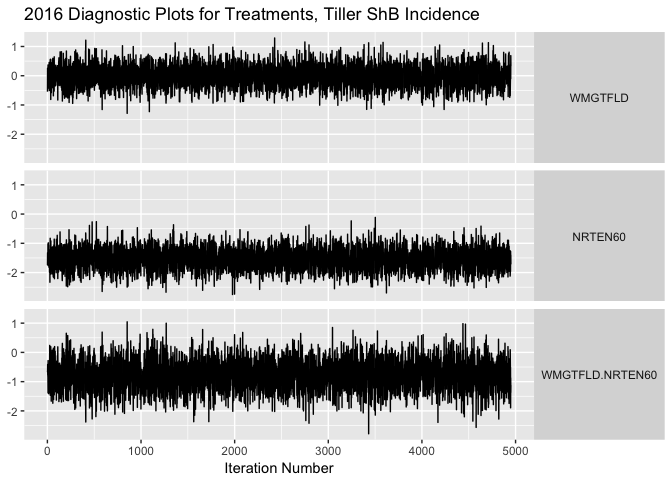 2016 Diagnostic Plots for Treatments, Tiller ShB Incidence
1
0
-1
-2
WMGTFLD
1
0
-1
-2
NRTEN60
1
0
-1
-2
WMGTFLD.NRTEN60
0 1000 2000 3000 4000 5000
Iteration Number